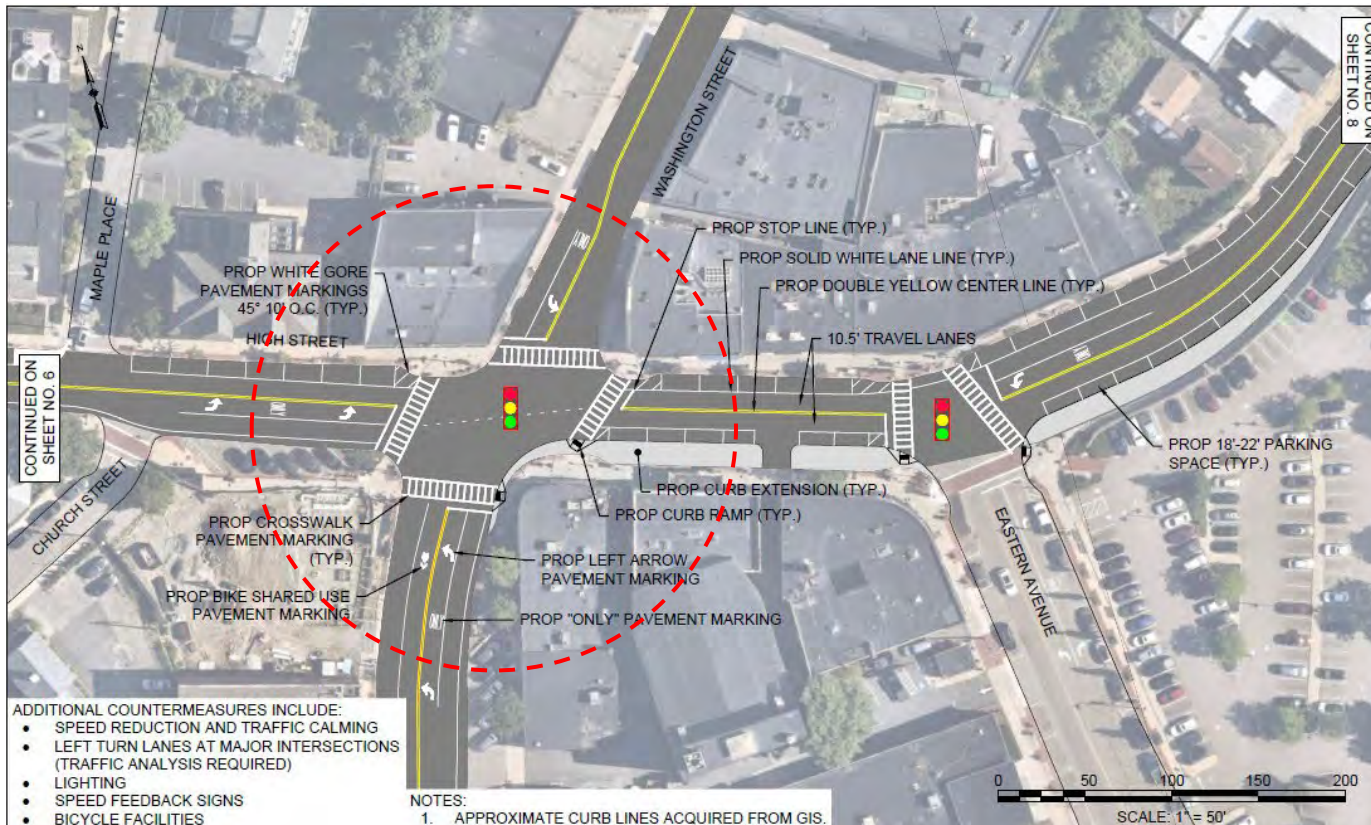 CONTINUED ON
SHEET NO. 8
Z
WASHINGTON STREET
MAPLE PLACE
PROP STOP LINE (TYP.)
PROP SOLID WHITE LANE LINE (TYP.)
PROP DOUBLE YELLOW CENTER LINE (TYP.)
PROP WHITE GORE
PAVEMENT MARKINGS
45° 10' O.C. (TYP.)
HIGH STREET
10.5' TRAVEL LANES
CONTINUED ON
SHEET NO. 6
ONLY
ONLY
ONLY
PROP 18'-22' PARKING
SPACE (TYP.)
PROP CURB EXTENSION (TYP.)
PROP CURB RAMP (TYP.)
CHURCH STREET
EASTERN AVENUE
PROP CROSSWALK
PAVEMENT MARKING
(TYP.)
PROP LEFT ARROW
PAVEMENT MARKING
PROP BIKE SHARED USE
PAVEMENT MARKING
PROP "ONLY" PAVEMENT MARKING
ONLY
ADDITIONAL COUNTERMEASURES INCLUDE:
• SPEED REDUCTION AND TRAFFIC CALMING
• LEFT TURN LANES AT MAJOR INTERSECTIONS
(TRAFFIC ANALYSIS REQUIRED)
• LIGHTING
• SPEED FEEDBACK SIGNS
• BICYCLE FACILITIES
NOTES:
1. APPROXIMATE CURB LINES ACQUIRED FROM GIS.
0 50 100 150 200
SCALE: 1" = 50'